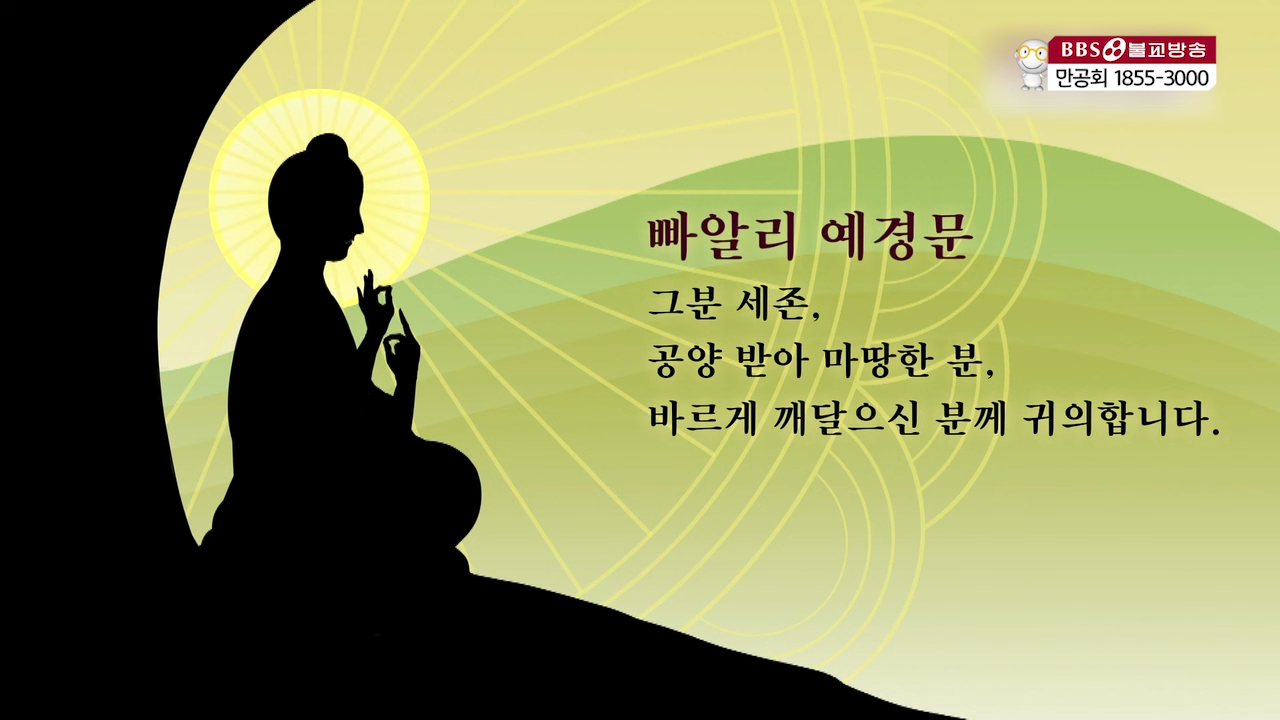 BBS 불교방송
만공회 1855-3000
빠알리 예경문
그분 세존,
공양 받아 마땅한 분,
바르게 깨달으신 분께 귀의합니다.